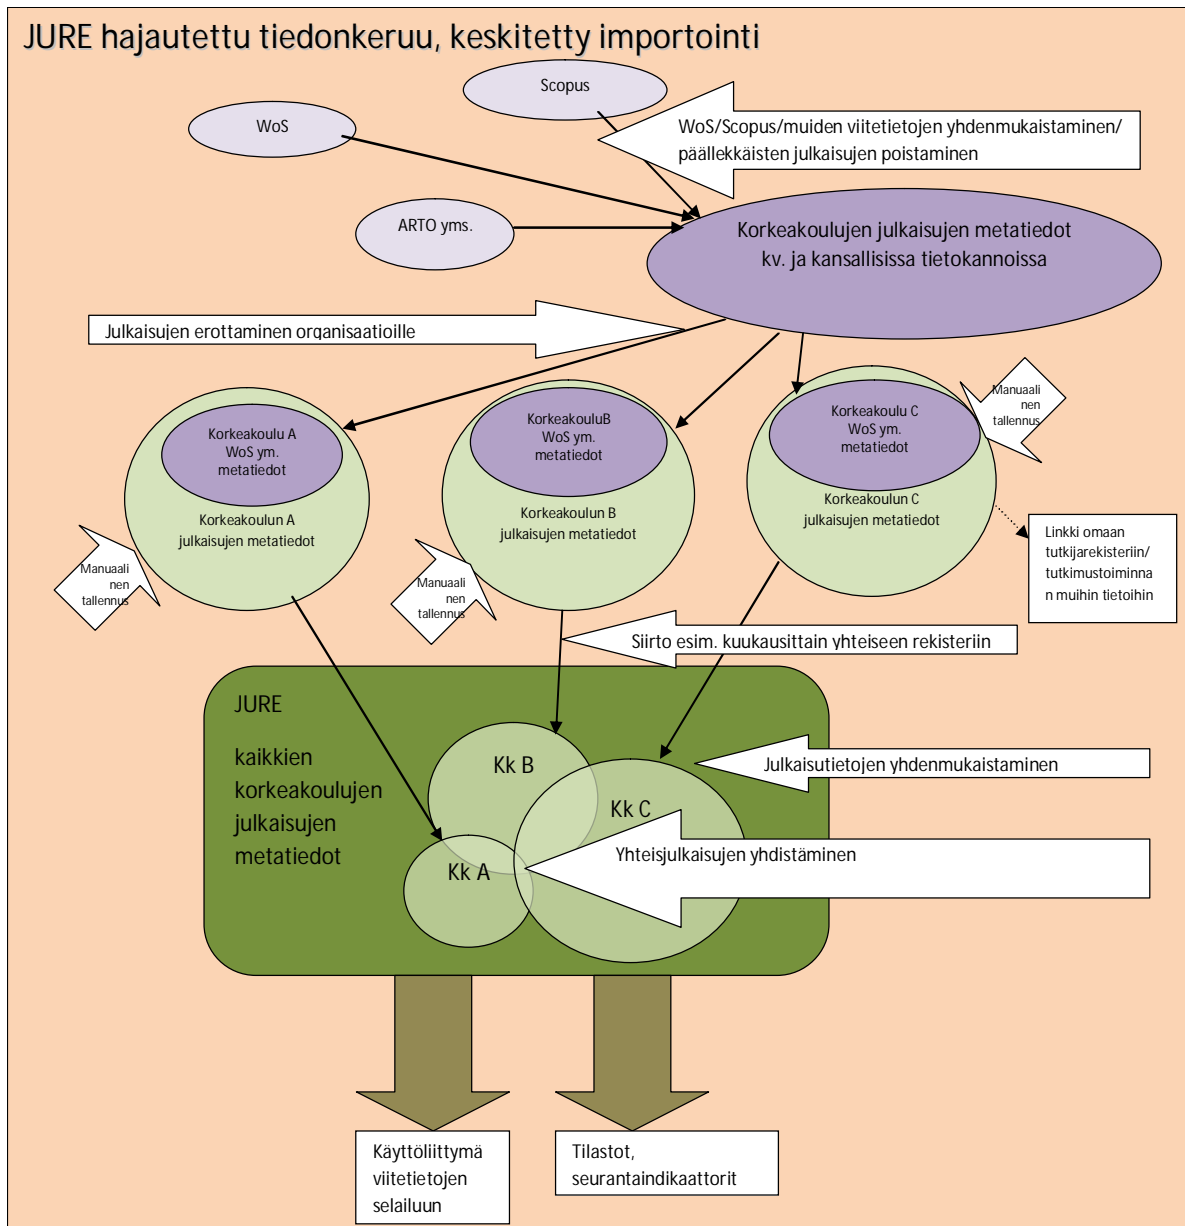 JURE hajautettu tiedonkeruu, keskitetty importointi
Scopus
WoS
WoS/Scopus/muiden viitetietojen yhdenmukaistaminen/
päällekkäisten julkaisujen poistaminen
ARTO yms.
Korkeakoulujen julkaisujen metatiedot
kv. ja kansallisissa tietokannoissa
Julkaisujen erottaminen organisaatioille
Korkeakoulu A
WoS ym.
metatiedot
Korkeakoulun A
julkaisujen metatiedot
KorkeakouluB
WoS ym.
metatiedot
Korkeakoulun B
julkaisujen metatiedot
Korkeakoulu C
WoS ym.
metatiedot
Korkeakoulun C
julkaisujen metatiedot
Manuaali
nen
tallennus
Manuaali
nen
tallennus
Manuaali
nen
tallennus
Linkki omaan
tutkijarekisteriin/
tutkimustoiminna
n muihin tietoihin
Siirto esim. kuukausittain yhteiseen rekisteriin
JURE
kaikkien
korkeakoulujen
julkaisujen
metatiedot
Kk B
Kk C
Kk A
Julkaisutietojen yhdenmukaistaminen
Yhteisjulkaisujen yhdistäminen
Käyttöliittymä
viitetietojen
selailuun
Tilastot,
seurantaindikaattorit